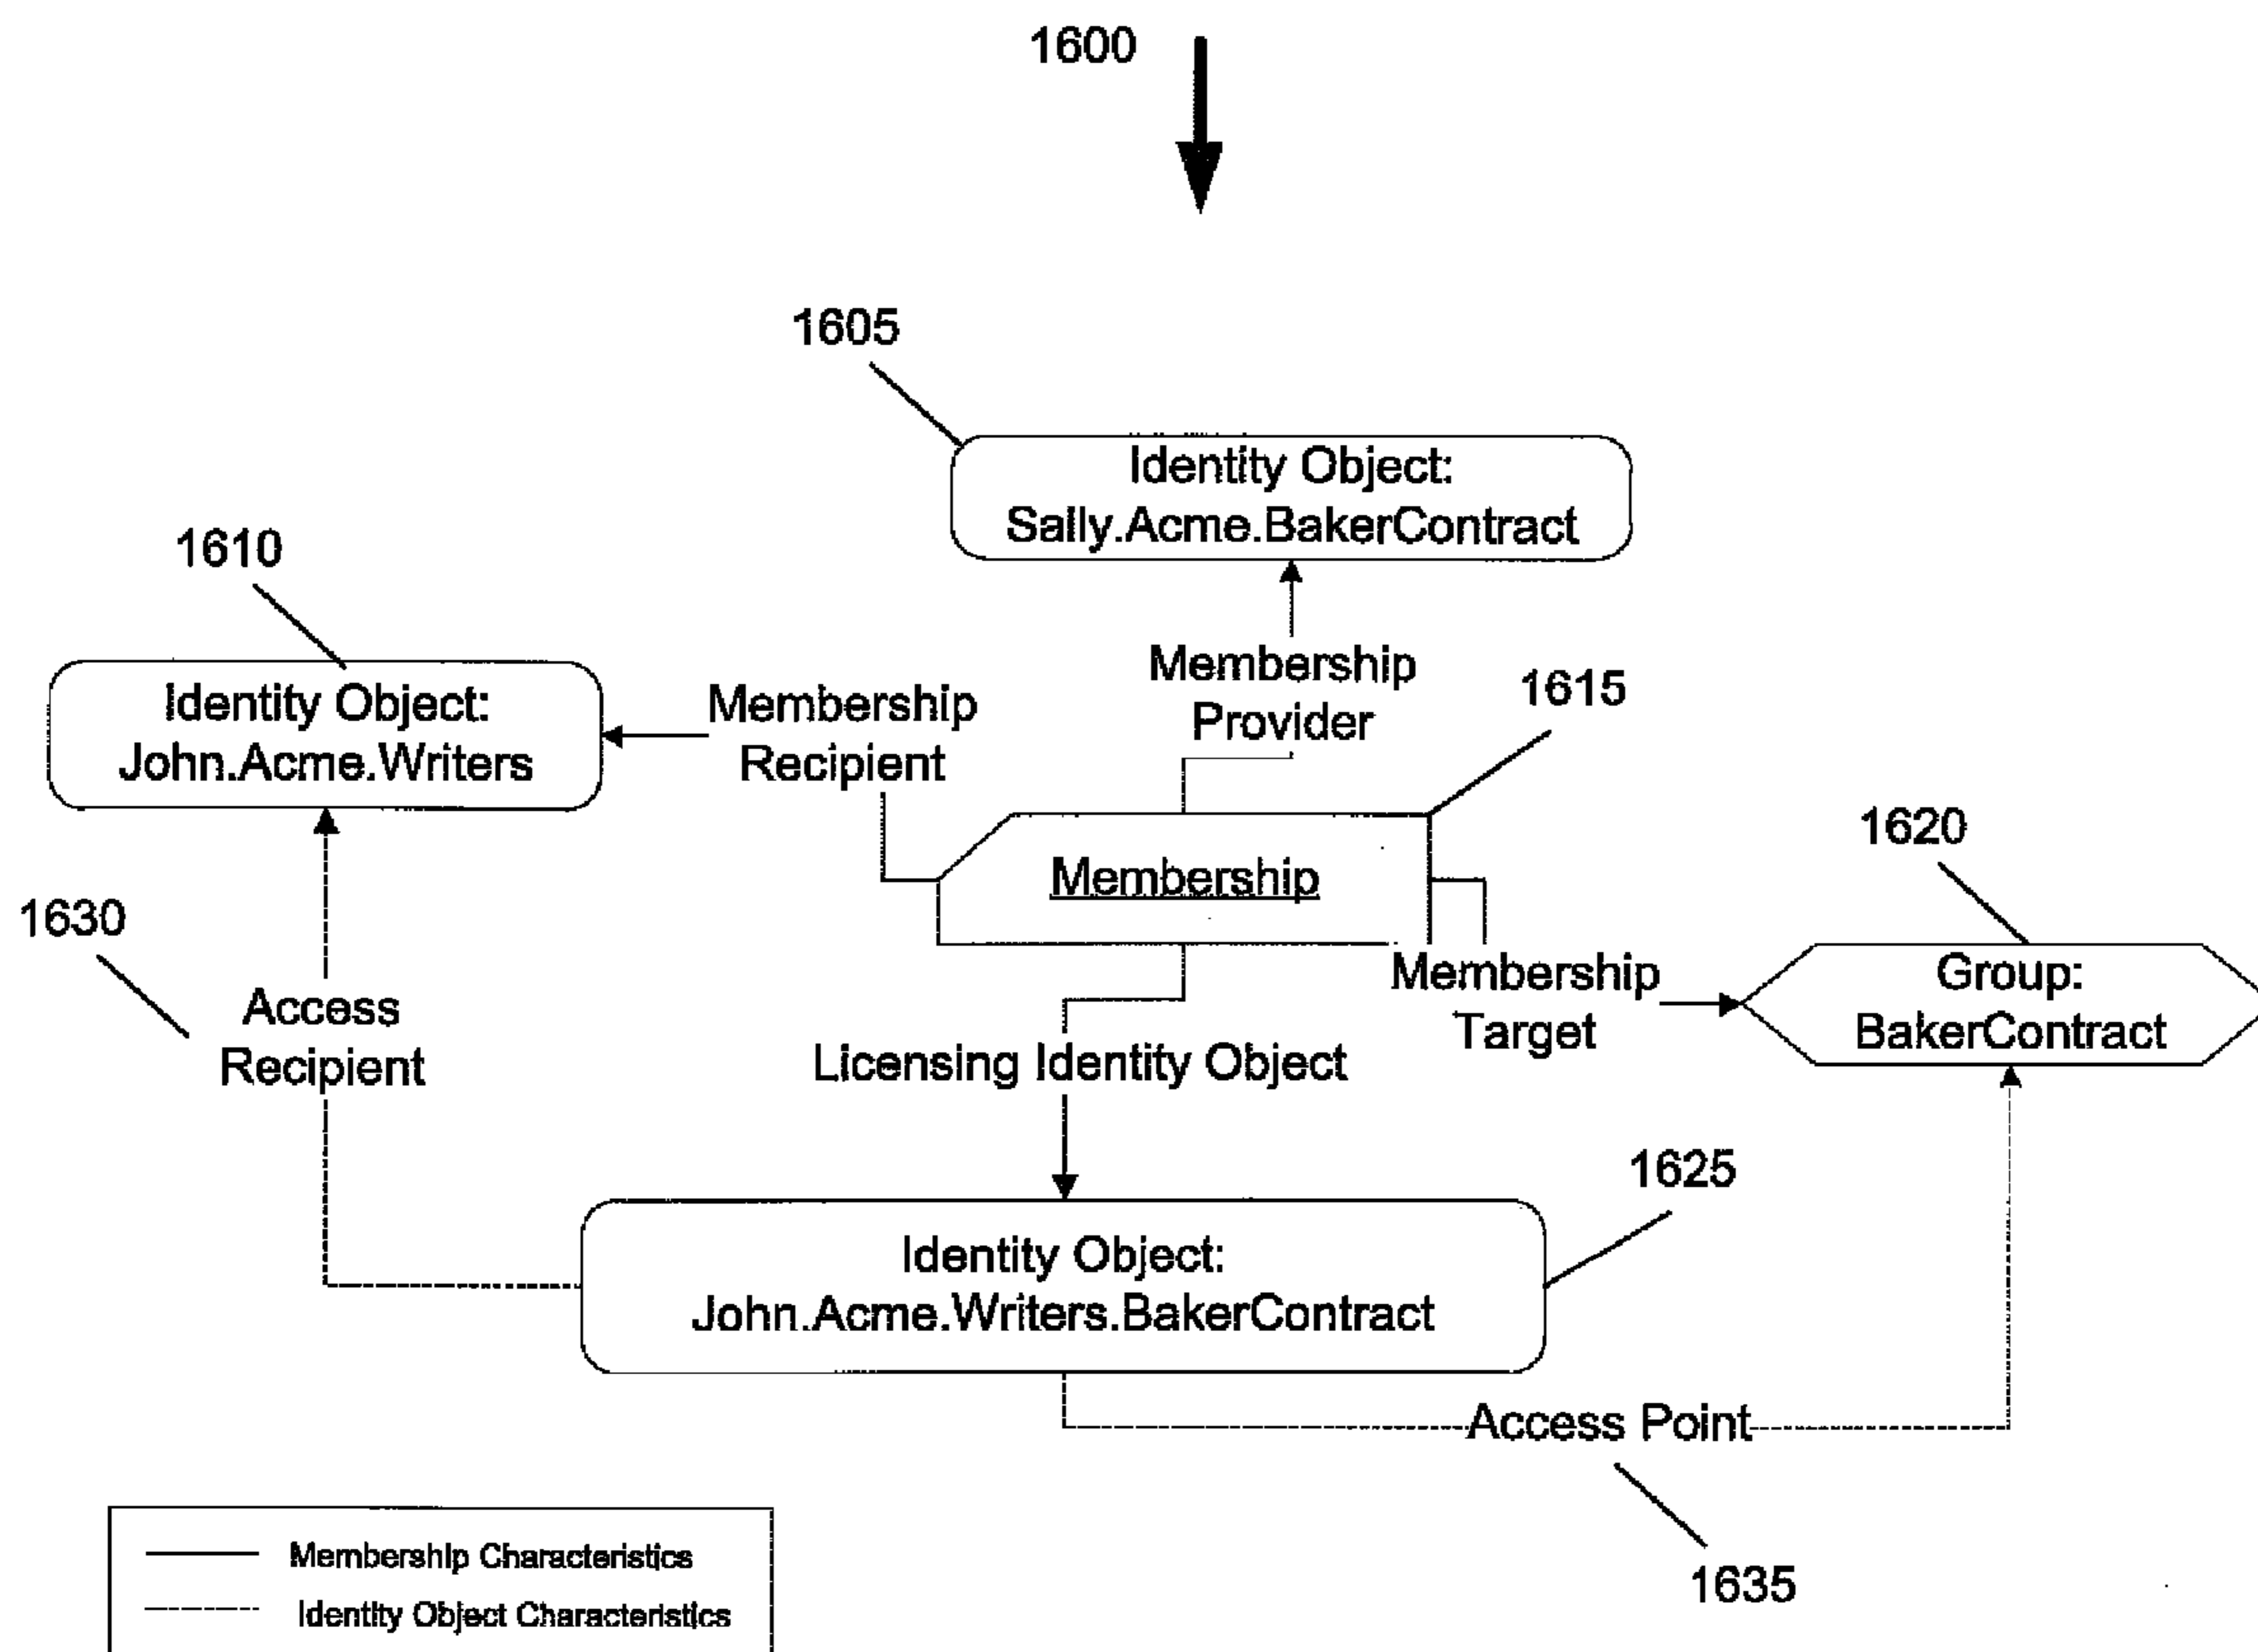 1600
1605
Identity Object:
Sally.Acme.BakerContract
1610
Identity Object:
John.Acme.Writers
Membership
Recipient
Membership
Provider
1615
Membership
1620
Group:
BakerContract
Membership
Target
1630
Access
Recipient
Licensing Identity Object
1625
Identity Object:
John.Acme.Writers.BakerContract
Access Point
1635
Membership Characteristics
Identity Object Characteristics